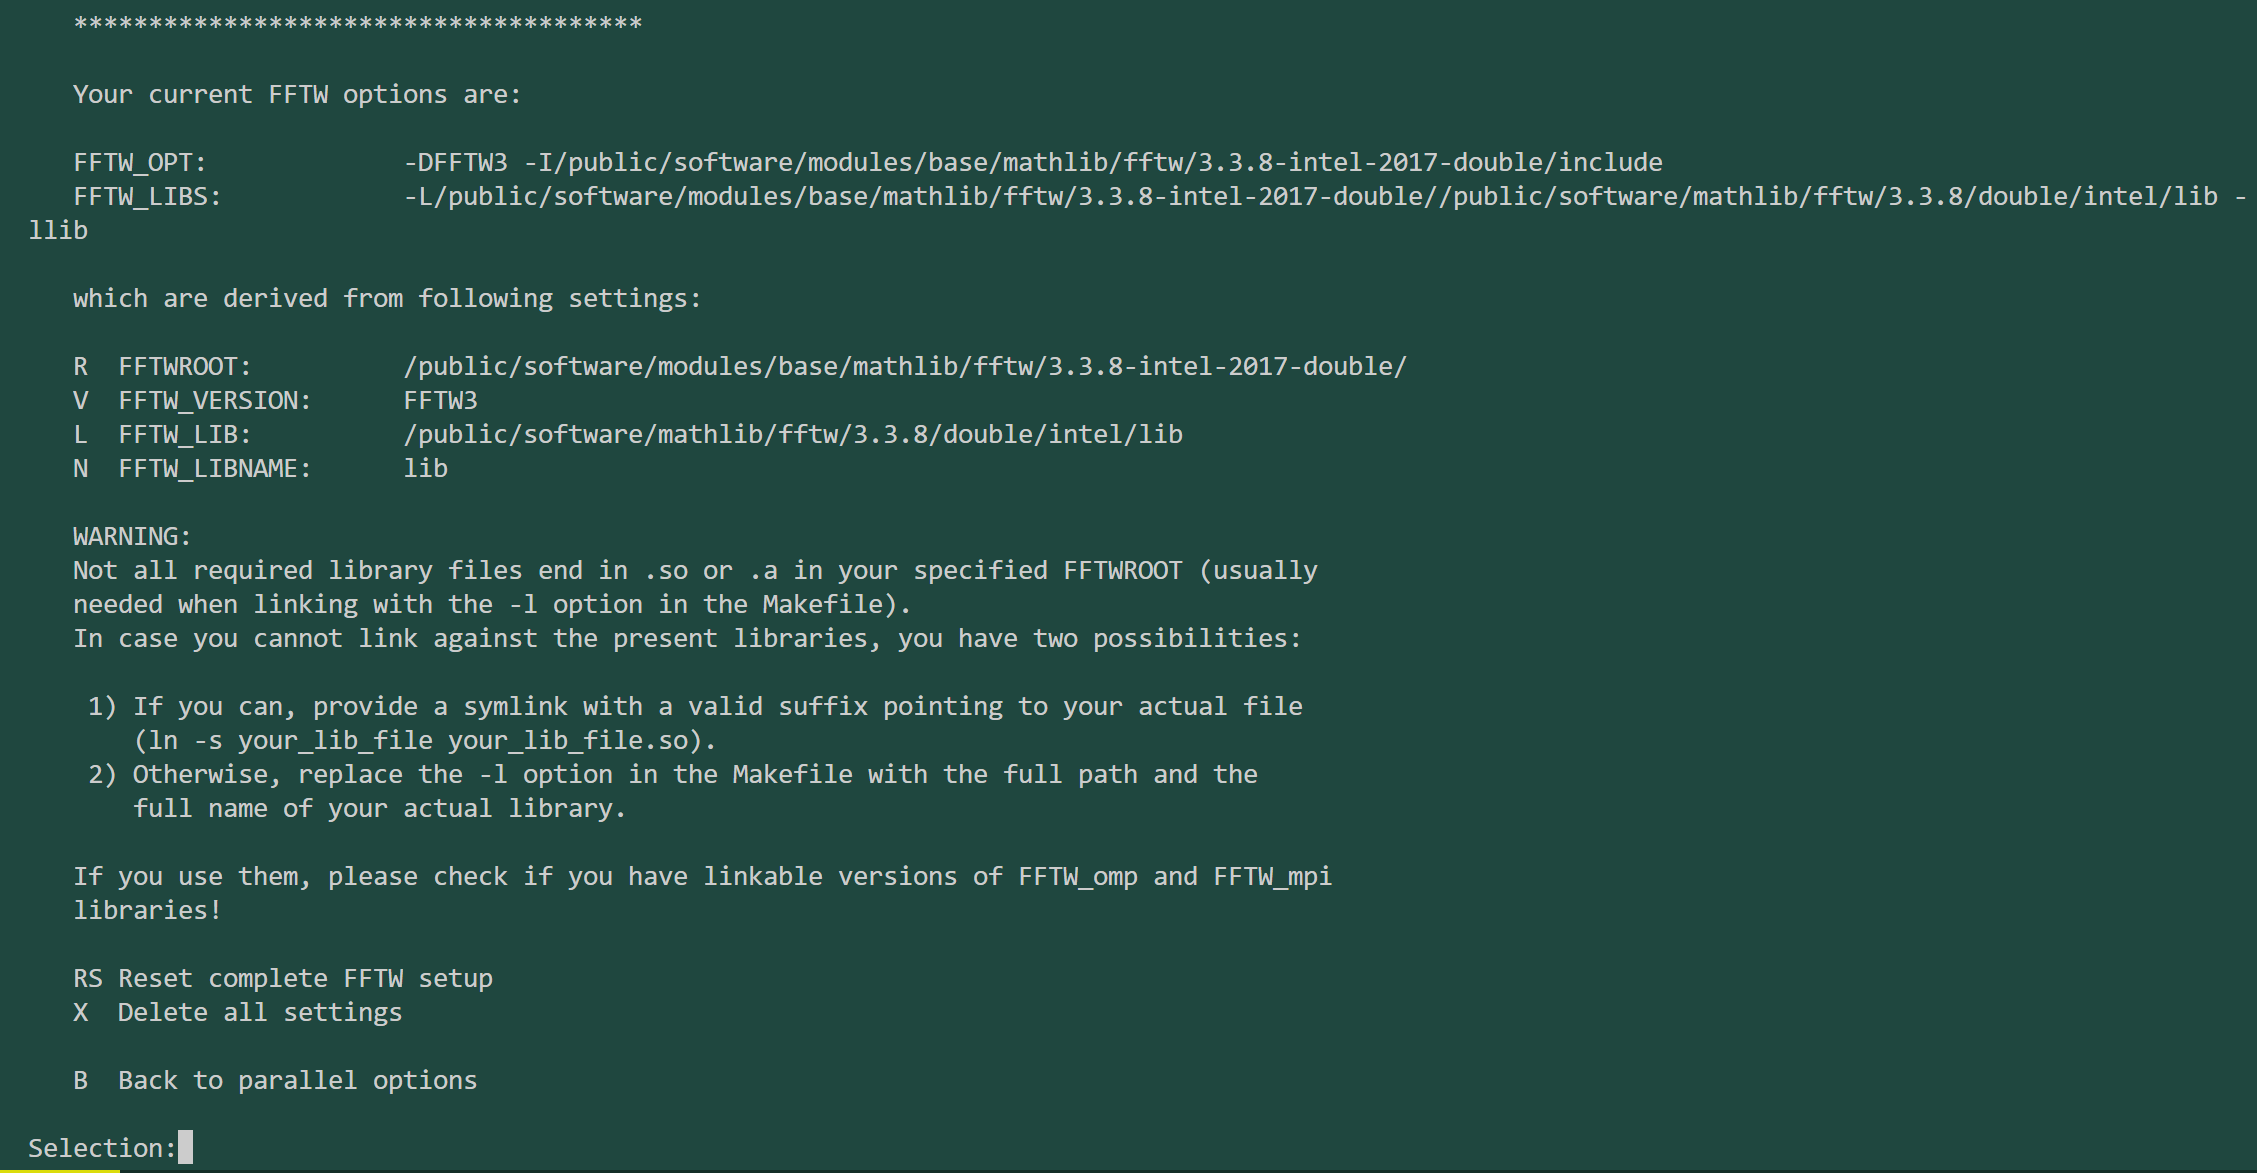 **************************************
Your current FFTW options are:
FFTW_OPT: -DFFTW3 -I/public/software/modules/base/mathlib/fftw/3.3.8-intel-2017-double/include
FFTW_LIBS: -L/public/software/modules/base/mathlib/fftw/3.3.8-intel-2017-double//public/software/mathlib/fftw/3.3.8/double/intel/lib -
llib
which are derived from following settings:
R FFTWROOT: /public/software/modules/base/mathlib/fftw/3.3.8-intel-2017-double/
V FFTW_VERSION: FFTW3
L FFTW_LIB: /public/software/mathlib/fftw/3.3.8/double/intel/lib
N FFTW_LIBNAME: lib
WARNING:
Not all required library files end in .so or .a in your specified FFTWROOT (usually
needed when linking with the -l option in the Makefile).
In case you cannot link against the present libraries, you have two possibilities:
1) If you can, provide a symlink with a valid suffix pointing to your actual file
(ln -s your_lib_file your_lib_file.so).
2) Otherwise, replace the -l option in the Makefile with the full path and the
full name of your actual library.
If you use them, please check if you have linkable versions of FFTW_omp and FFTW_mpi
libraries!
RS Reset complete FFTW setup
X Delete all settings
B Back to parallel options
Selection: